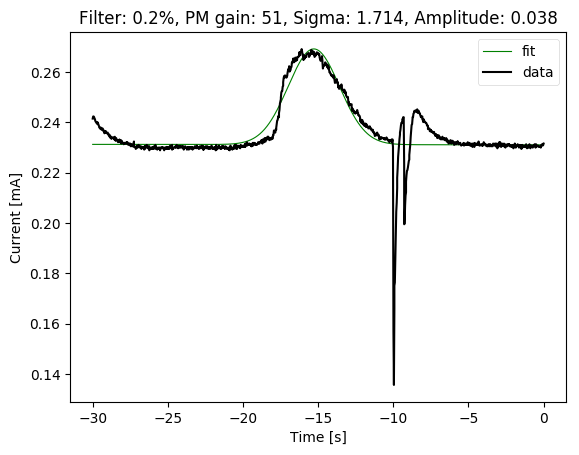 Filter: 0.2%, PM gain: 51, Sigma: 1.714, Amplitude: 0.038
fit
data
0.26
0.24
0.22
0.20
0.18
0.16
0.14
Current [mA]
−30
−25
−20
−15
−10
−5
0
Time [s]